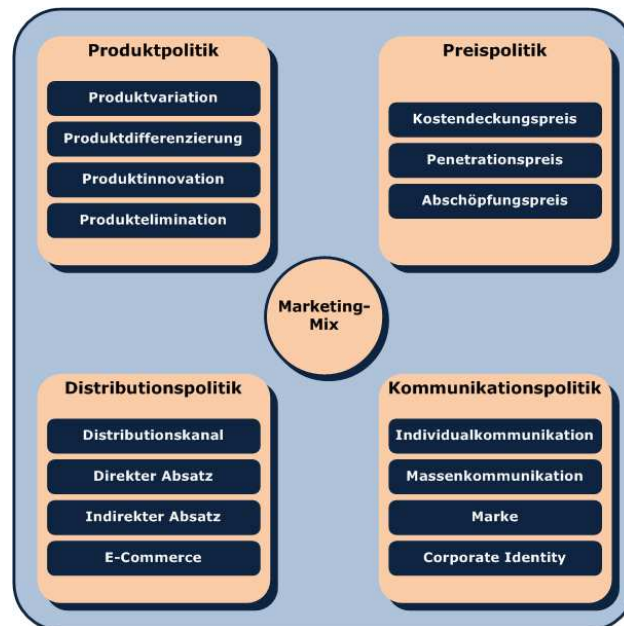 Produktpolitik
Produktvariation
Produktdifferenzierung
Produktinnovation
Produktelimination
Preispolitik
Kostendeckungspreis
Penetrationspreis
Abschöpfungspreis
Marketing-
Mix
Distributionspolitik
Distributionskanal
Direkter Absatz
Indirekter Absatz
E-Commerce
Kommunikationspolitik
Individualkommunikation
Massenkommunikation
Marke
Corporate Identity